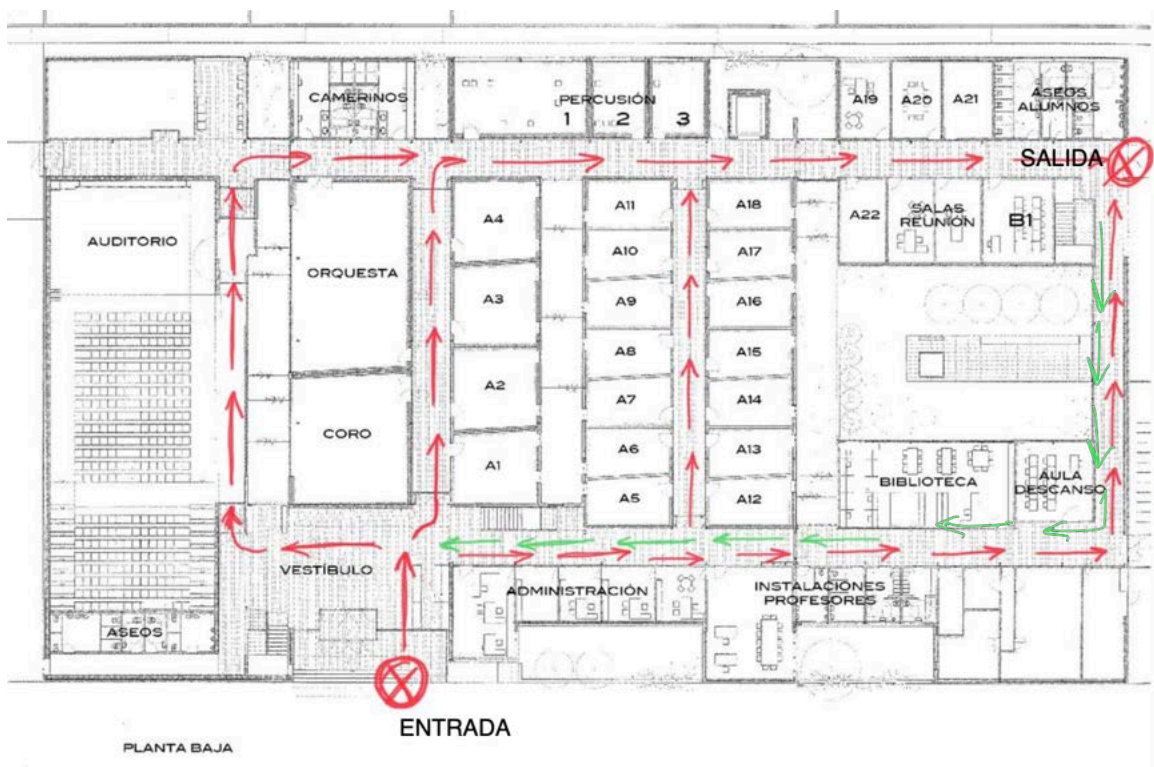 CAMERINOS
PERCUSIÓN
1
2
3
A19
A20
A21
ASEOS
ALUMNOS
SALIDA
AUDITORIO
ORQUESTA
CORO
A4
A3
A2
A1
A11
A10
A9
A8
A7
A6
A5
A18
A17
A16
A15
A14
A13
A12
A22
SALAS
REUNIÓN
B1
BIBLIOTECA
AULA
DESCANSO
VESTÍBULO
ADMINISTRACIÓN
INSTALACIONES
PROFESORES
ASEOS
ENTRADA
PLANTA BAJA